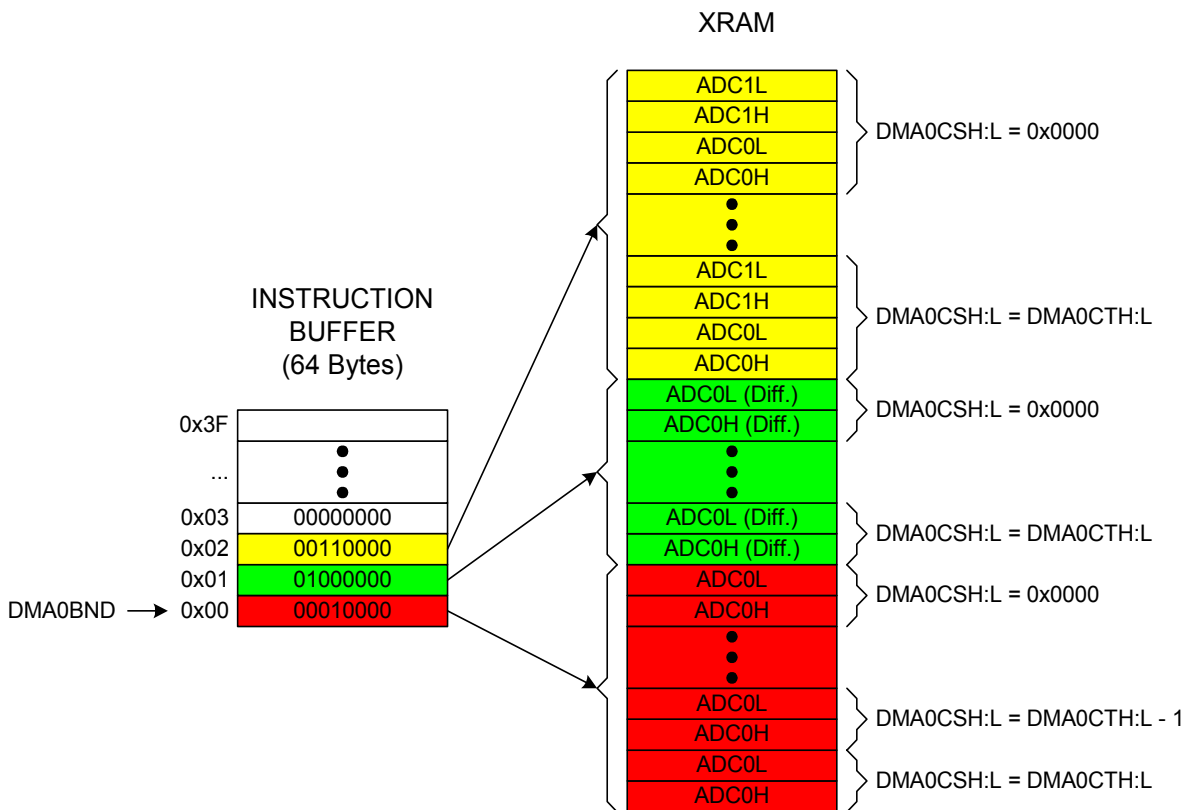 XRAM
ADC1L
ADC1H
ADC0L
ADC0H
DMA0CSH:L = 0x0000
ADC1L
ADC1H
ADC0L
ADC0H
DMA0CSH:L = DMA0CTH:L
ADC0L (Diff.)
ADC0H (Diff.)
DMA0CSH:L = 0x0000
ADC0L (Diff.)
ADC0H (Diff.)
DMA0CSH:L = DMA0CTH:L
ADC0L
ADC0H
DMA0CSH:L = 0x0000
ADC0L
ADC0H
DMA0CSH:L = DMA0CTH:L - 1
ADC0L
ADC0H
DMA0CSH:L = DMA0CTH:L
INSTRUCTION
BUFFER
(64 Bytes)
0x3F
...
0x03 00000000
0x02 00110000
0x01 01000000
DMA0BND 0x00 00010000